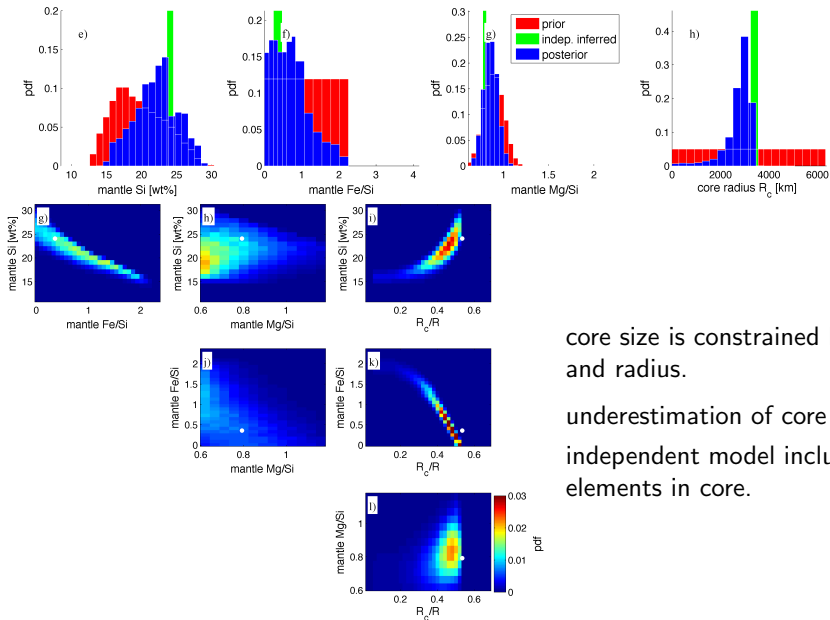 0.2
0.15
0.1
0.05
0
pdf
e)
10 15 20 25 30
mantle Si [wt%]
0.2
0.15
0.1
0.05
0
pdf
f)
0 2 4
mantle Fe/Si
0.3
0.25
0.2
0.15
0.1
0.05
0
pdf
g)
1 2
mantle Mg/Si
prior
indep. inferred
posterior
0.4
0.2
0
pdf
h)
0 2000 4000 6000
core radius R_c [km]
g)
mantle Si [wt%]
30
25
20
15
0 1 2
mantle Fe/Si
h)
mantle Si [wt%]
30
25
20
15
0.6 0.8 1
mantle Mg/Si
i)
mantle Si [wt%]
30
25
20
15
0.2 0.4 0.6
R_c/R
core size is constrained
and radius.
underestimation of core
independent model inclu
elements in core.
j)
mantle Fe/Si
2
1.5
1
0.5
0
0.6 0.8 1
mantle Mg/Si
k)
mantle Fe/Si
2
1.5
1
0.5
0
0.2 0.4 0.6
R_c/R
l)
mantle Mg/Si
1
0.8
0.6
0.2 0.4 0.6
R_c/R
0.03
0.02
0.01
0
pdf